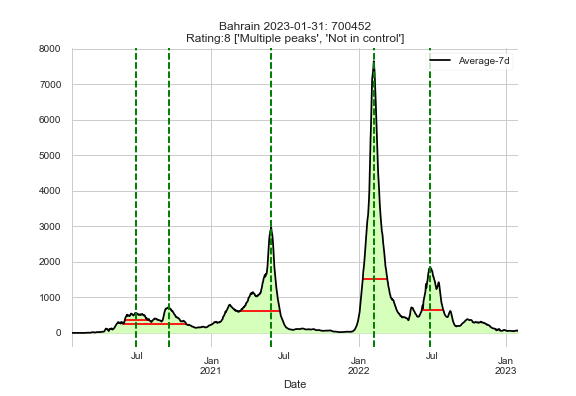 Bahrain 2023-01-31: 700452
Rating:8 ['Multiple peaks', 'Not in control']
Average-7d
8000
7000
6000
5000
4000
3000
2000
1000
0
Jul
Jan
2021
Jul
Jan
2022
Jul
Jan
2023
Date